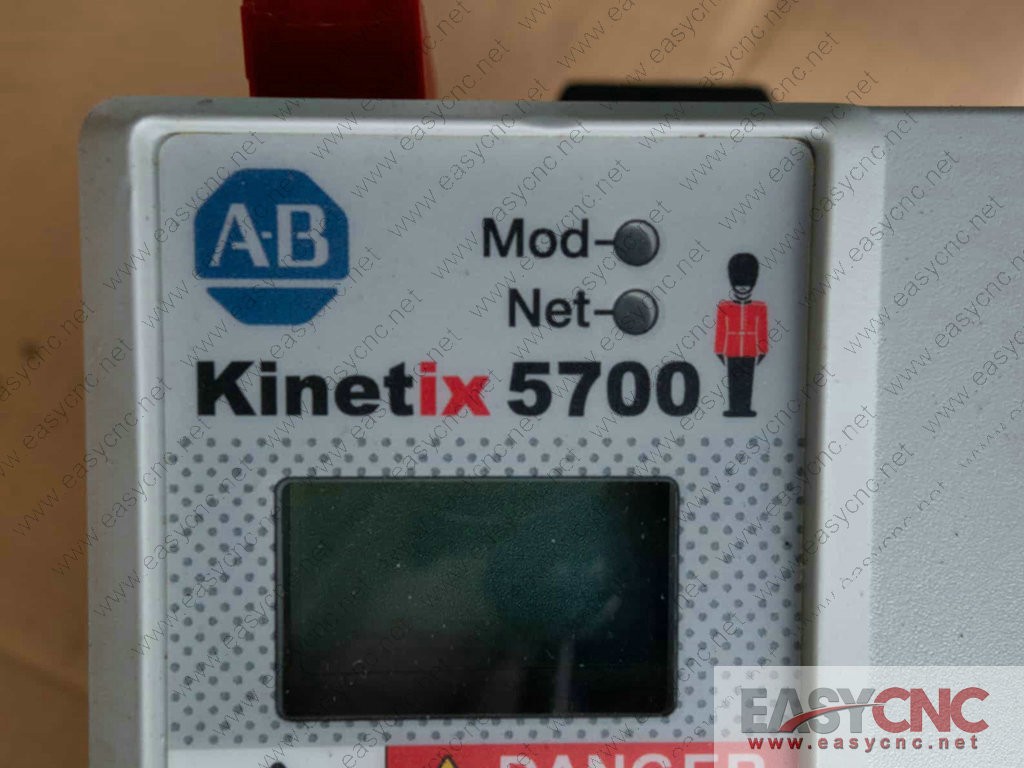 A-B
Mod
Net
Kinetix 5700
DANGER
EASYCNC
www.easycnc.net